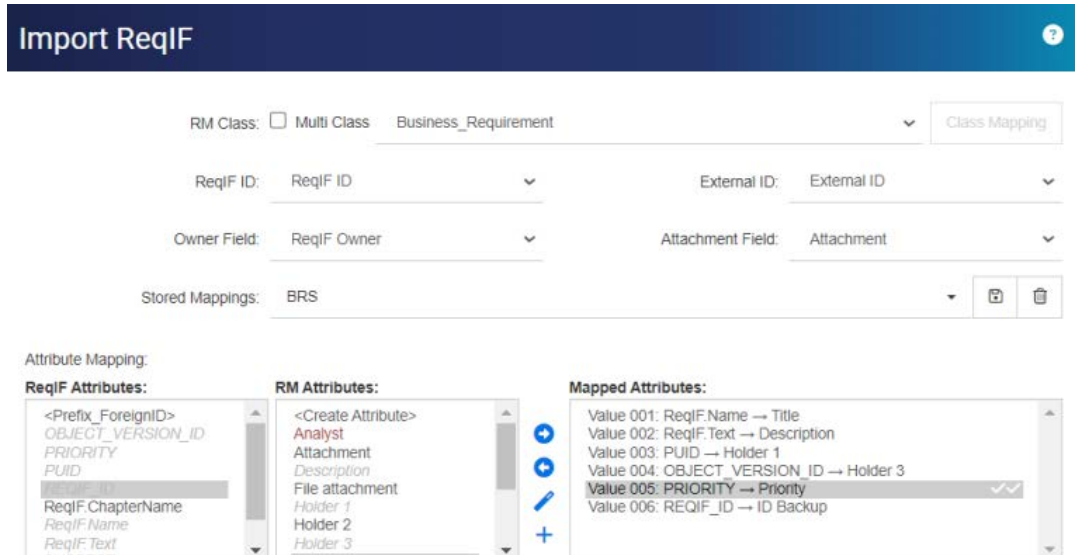 Import ReqIF
?
RM Class: Multi Class Business_Requirement Class Mapping
ReqIF ID: ReqIF ID External ID: External ID
Owner Field: ReqIF Owner Attachment Field: Attachment
Stored Mappings: BRS
Attribute Mapping:
ReqIF Attributes:
<Prefix_ForeignID>
OBJECT_VERSION_ID
PRIORITY
PUID
REQIF_ID
ReqIF.ChapterName
ReqIF.Name
ReqIF.Text
RM Attributes:
<Create Attribute>
Analyst
Attachment
Description
File attachment
Holder 1
Holder 2
Holder 3
Mapped Attributes:
Value 001: ReqIF.Name → Title
Value 002: ReqIF.Text → Description
Value 003: PUID → Holder 1
Value 004: OBJECT_VERSION_ID → Holder 3
Value 005: PRIORITY → Priority
Value 006: REQIF_ID → ID Backup